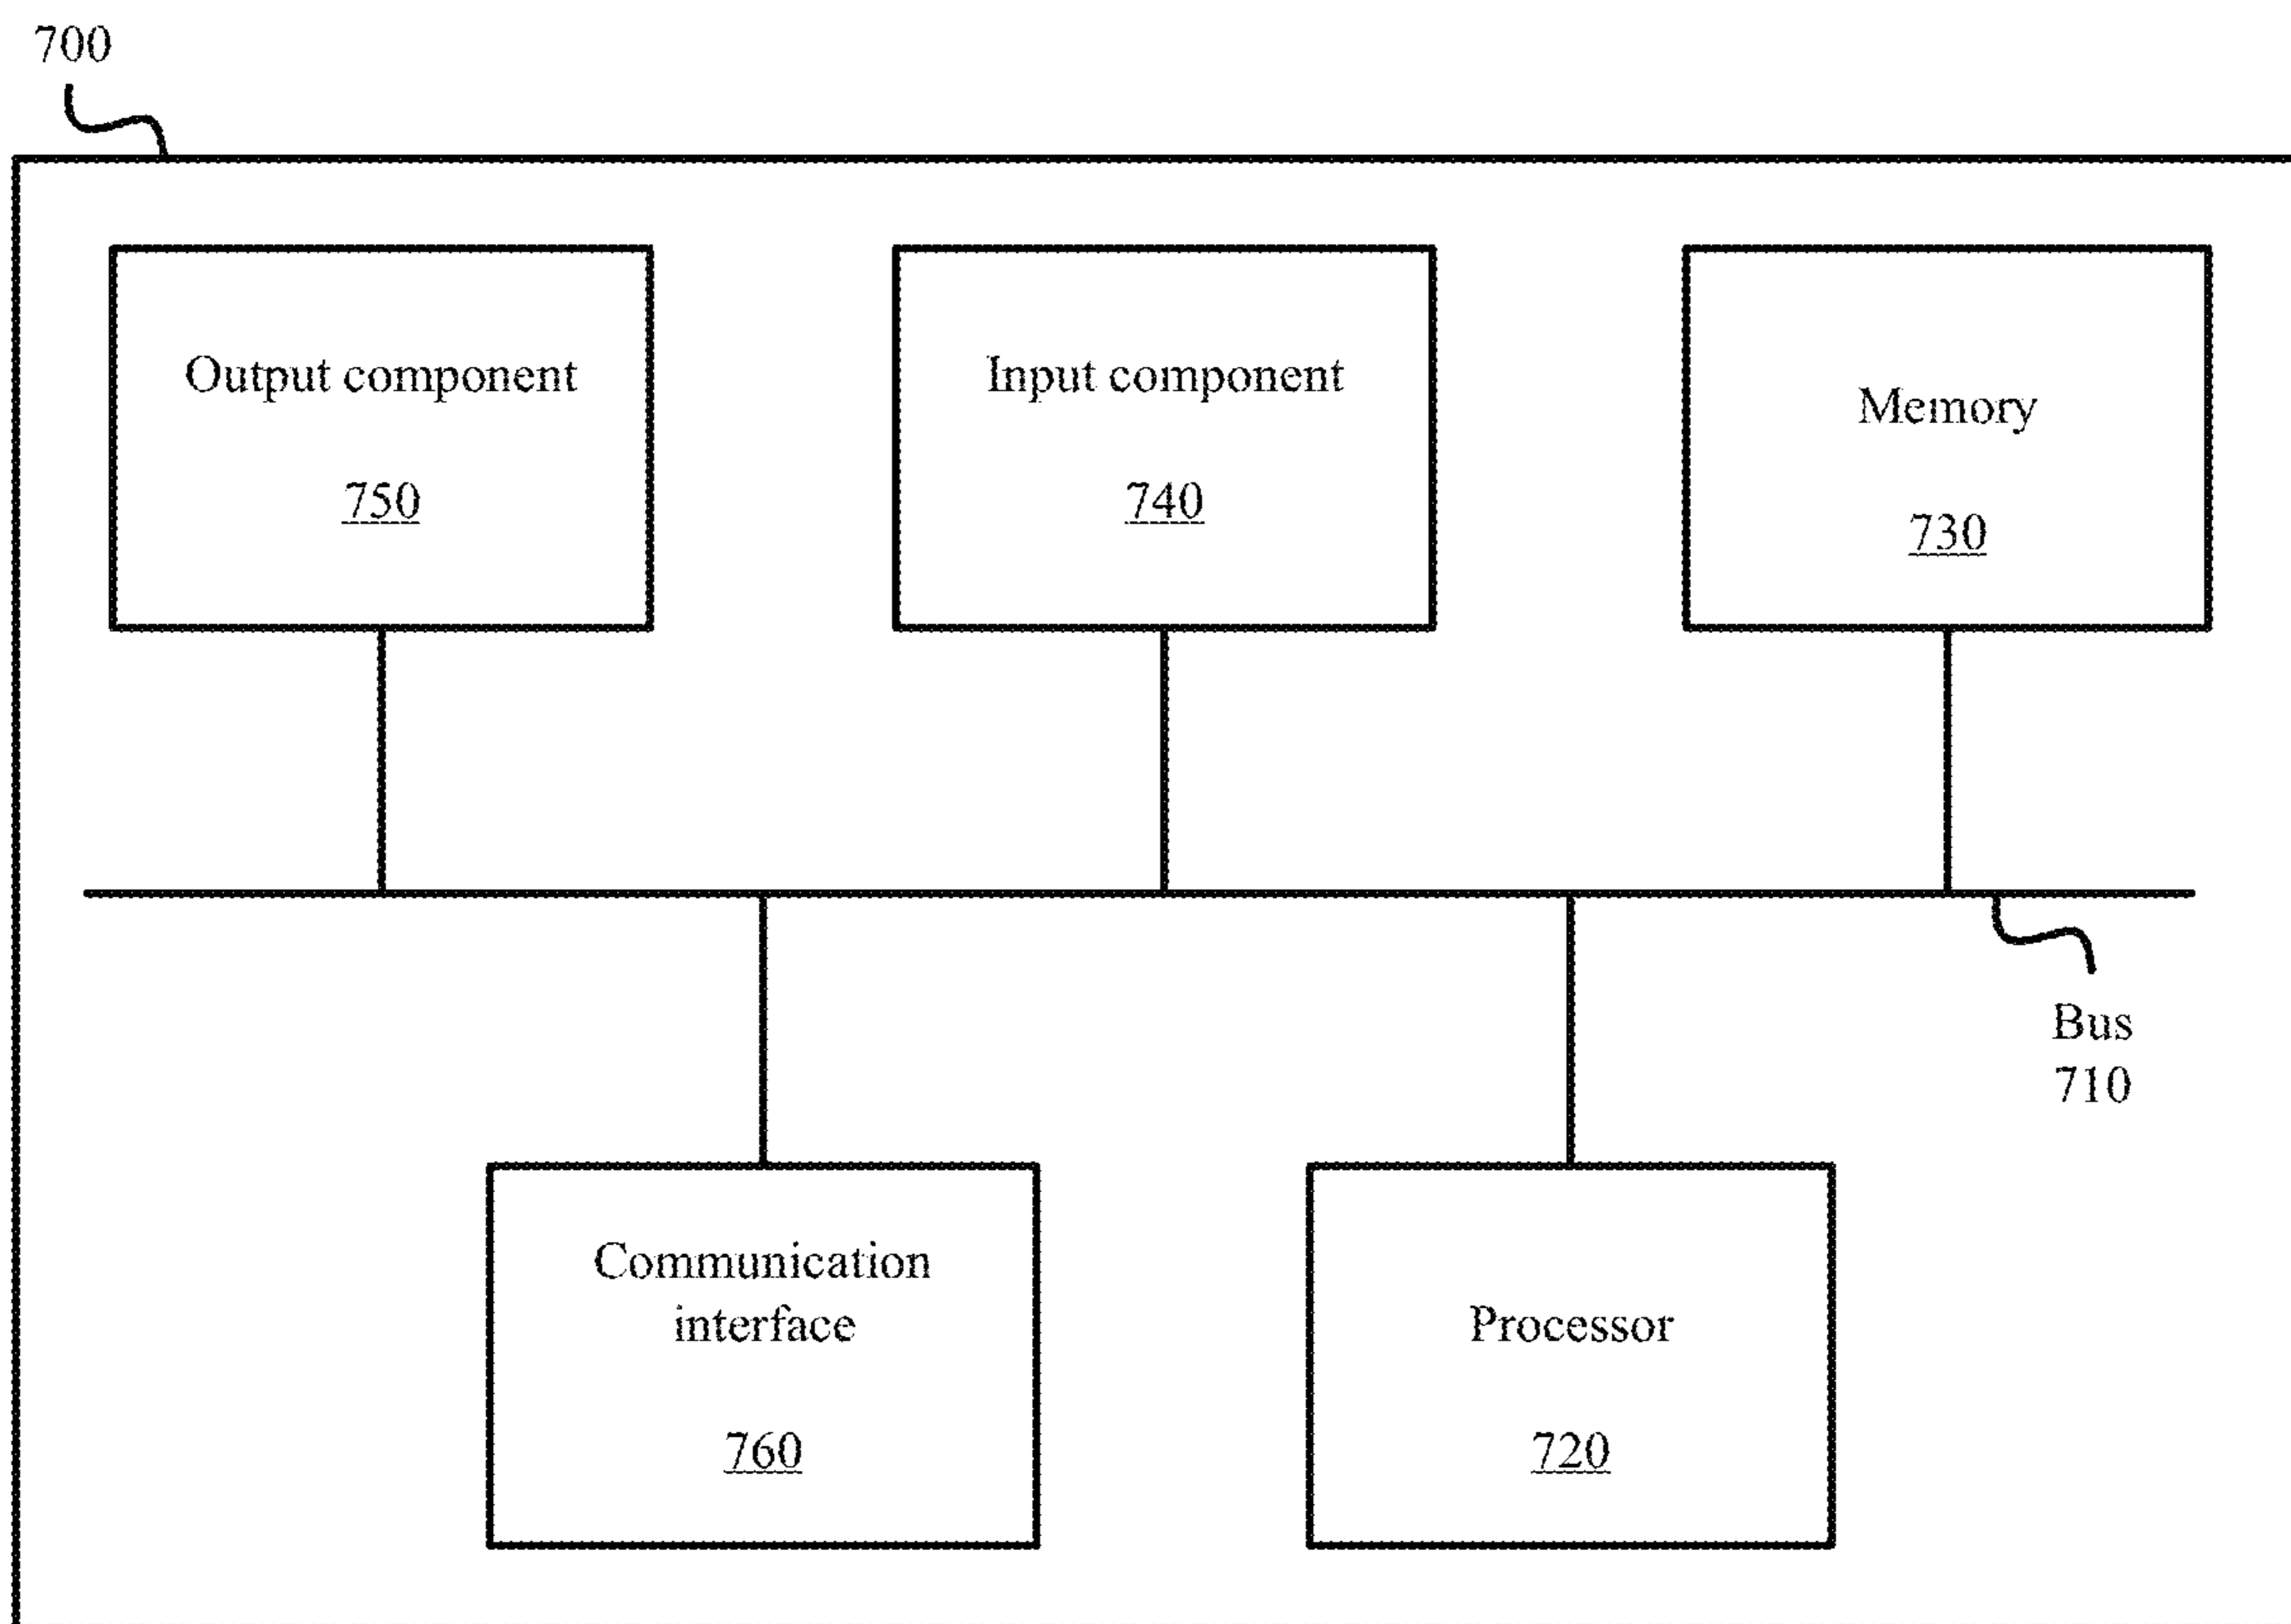 700
Output component
750
Input component
740
Memory
730
Bus
710
Communication
interface
760
Processor
720